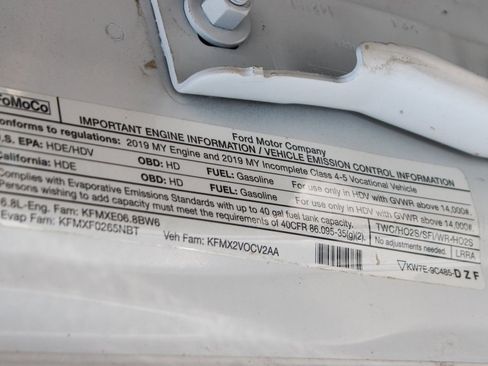 FoMoCo
Ford Motor Company
IMPORTANT ENGINE INFORMATION / VEHICLE EMISSION CONTROL INFORMATION
Conforms to regulations: 2019 MY Engine and 2019 MY Incomplete Class 4-5 Vocational Vehicle
U.S. EPA: HDE/HDV OBD: HD FUEL: Gasoline For use only in HDV with GVWR above 14,000#
California: HDE OBD: HD FUEL: Gasoline For use only in HDV with GVWR above 14,000#
Complies with Evaporative Emissions Standards with up to 40 gal fuel tank capacity.
Persons wishing to add capacity must meet the requirements of 40CFR 86.095-35(g)(2).
TWC/HO2S/SFI/WR-HO2S
LRRA
6.8L-Eng. Fam: KFMXE06.8BW6
Evap Fam: KFMXF0265NBT Veh Fam: KFMX2VOCV2AA
KW7E-9C485-DZF